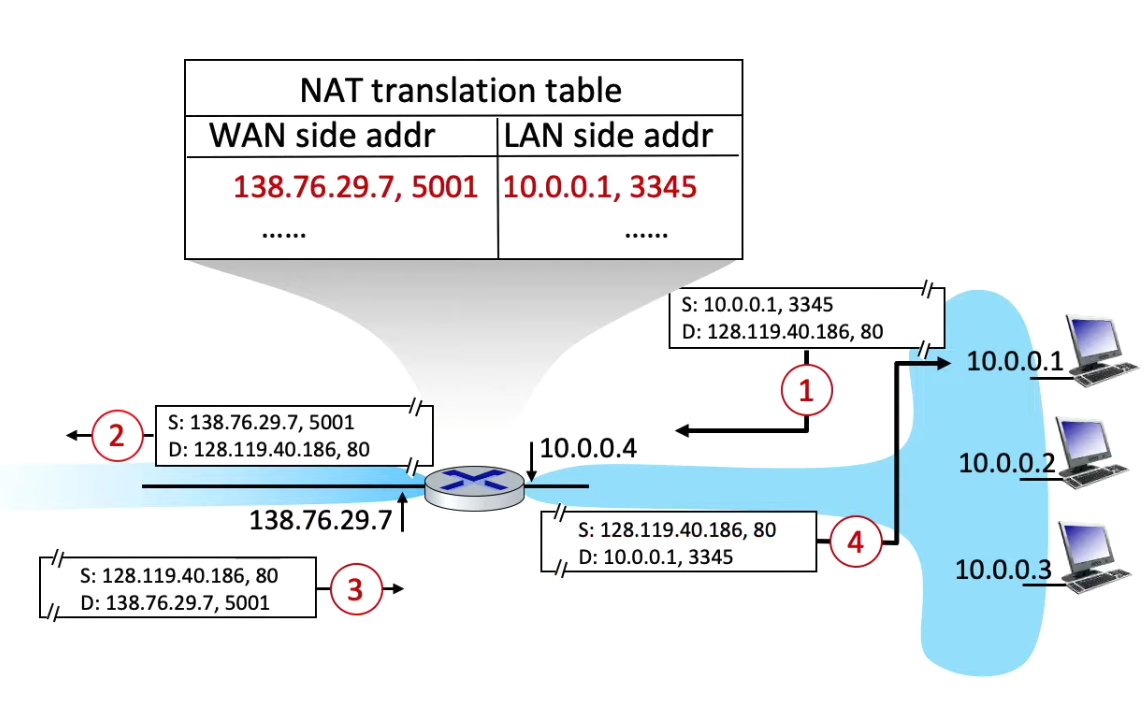 NAT translation table
WAN side addr LAN side addr
138.76.29.7, 5001 10.0.0.1, 3345
...... ......
S: 10.0.0.1, 3345
D: 128.119.40.186, 80
1
10.0.0.1
S: 138.76.29.7, 5001
D: 128.119.40.186, 80
2
10.0.0.4
10.0.0.2
138.76.29.7
S: 128.119.40.186, 80
D: 10.0.0.1, 3345
4
S: 128.119.40.186, 80
D: 138.76.29.7, 5001
3
10.0.0.3